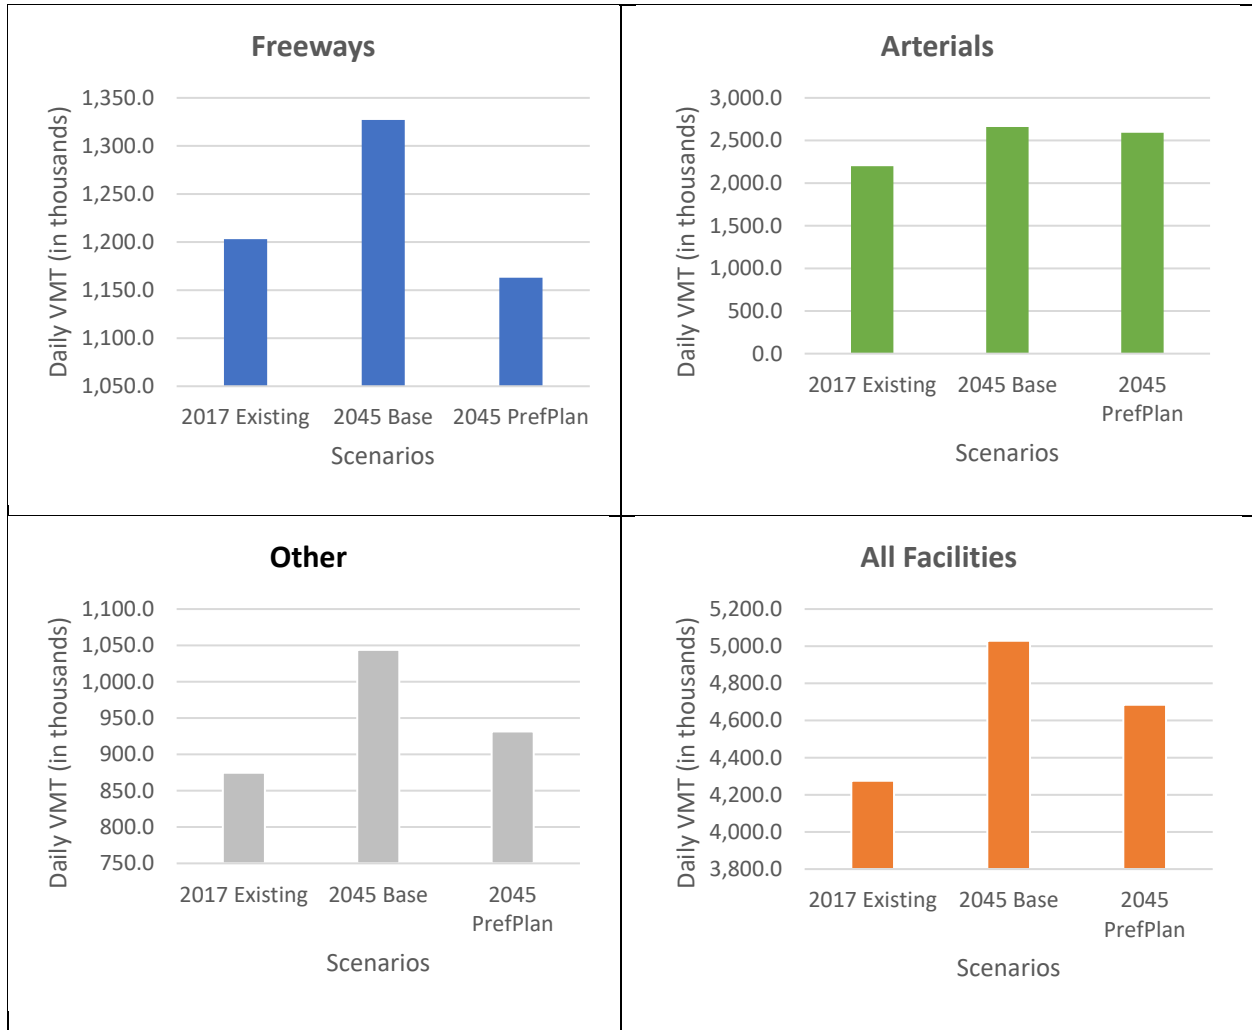 Freeways
Daily VMT (in thousands)
1,350.0
1,300.0
1,250.0
1,200.0
1,150.0
1,100.0
1,050.0
2017 Existing
2045 Base
2045 PrefPlan
Scenarios
Arterials
Daily VMT (in thousands)
3,000.0
2,500.0
2,000.0
1,500.0
1,000.0
500.0
0.0
2017 Existing
2045 Base
2045
PrefPlan
Scenarios
Other
Daily VMT (in thousands)
1,100.0
1,050.0
1,000.0
950.0
900.0
850.0
800.0
750.0
2017 Existing
2045 Base
2045
PrefPlan
Scenarios
All Facilities
Daily VMT (in thousands)
5,200.0
5,000.0
4,800.0
4,600.0
4,400.0
4,200.0
4,000.0
3,800.0
2017 Existing
2045 Base
2045
PrefPlan
Scenarios